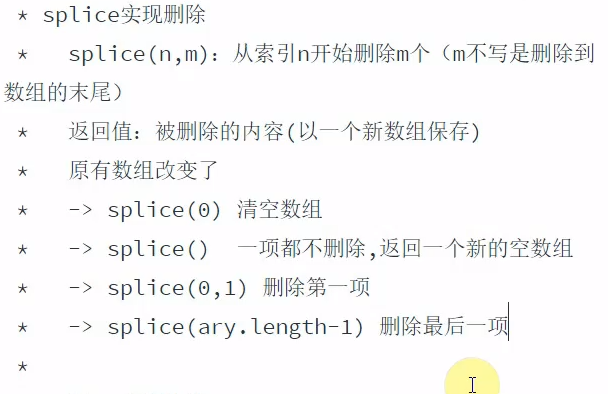 * splice实现删除
*   splice(n,m)：从索引n开始删除m个（m不写是删除到
数组的末尾）
*   返回值：被删除的内容(以一个新数组保存)
*   原有数组改变了
*   -> splice(0) 清空数组
*   -> splice()  一项都不删除,返回一个新的空数组
*   -> splice(0,1) 删除第一项
*   -> splice(ary.length-1) 删除最后一项
*